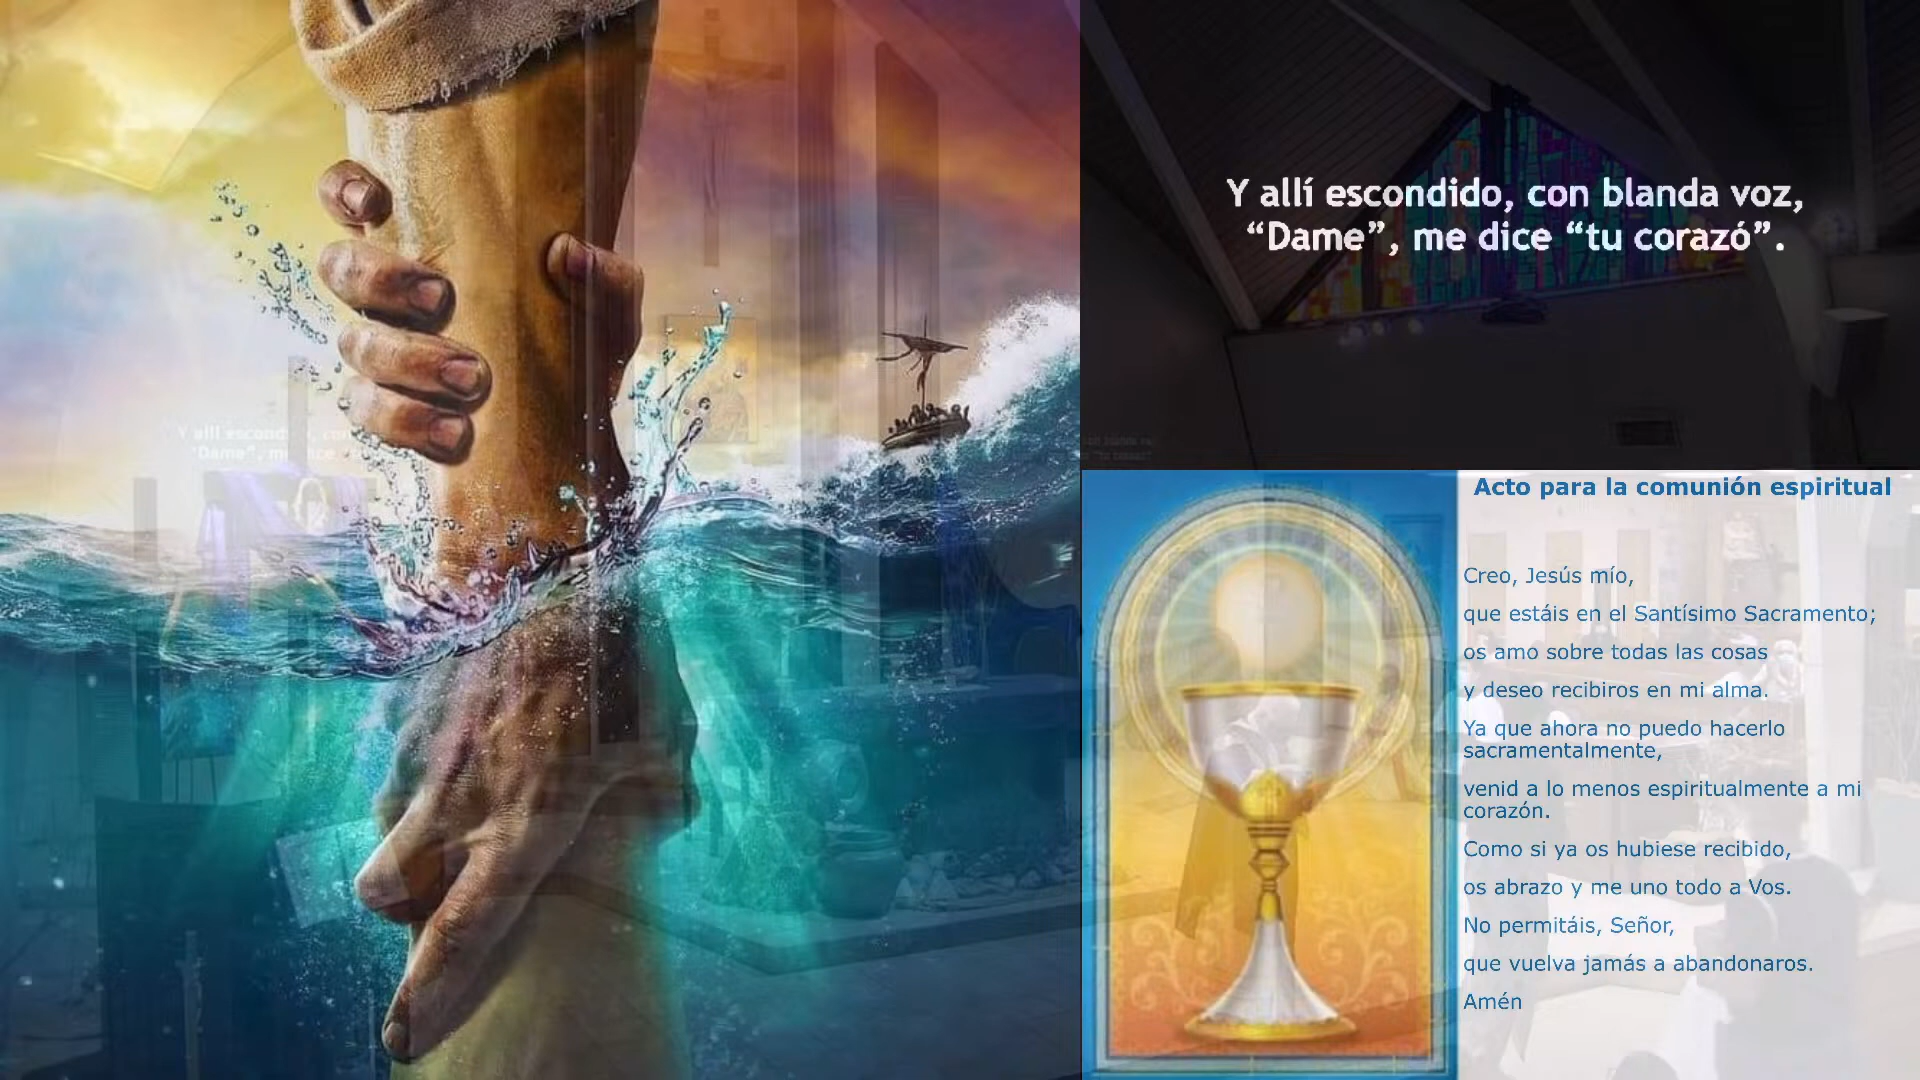 Y allí escondido, con blanda voz,
“Dame”, me dice “tu corazó”.
Acto para la comunión espiritual
Creo, Jesús mío,
que estáis en el Santísimo Sacramento;
os amo sobre todas las cosas
y deseo recibiros en mi alma.
Ya que ahora no puedo hacerlo
sacramentalmente,
venid a lo menos espiritualmente a mi
corazón.
Como si ya os hubiese recibido,
os abrazo y me uno todo a Vos.
No permitáis, Señor,
que vuelva jamás a abandonaros.
Amén